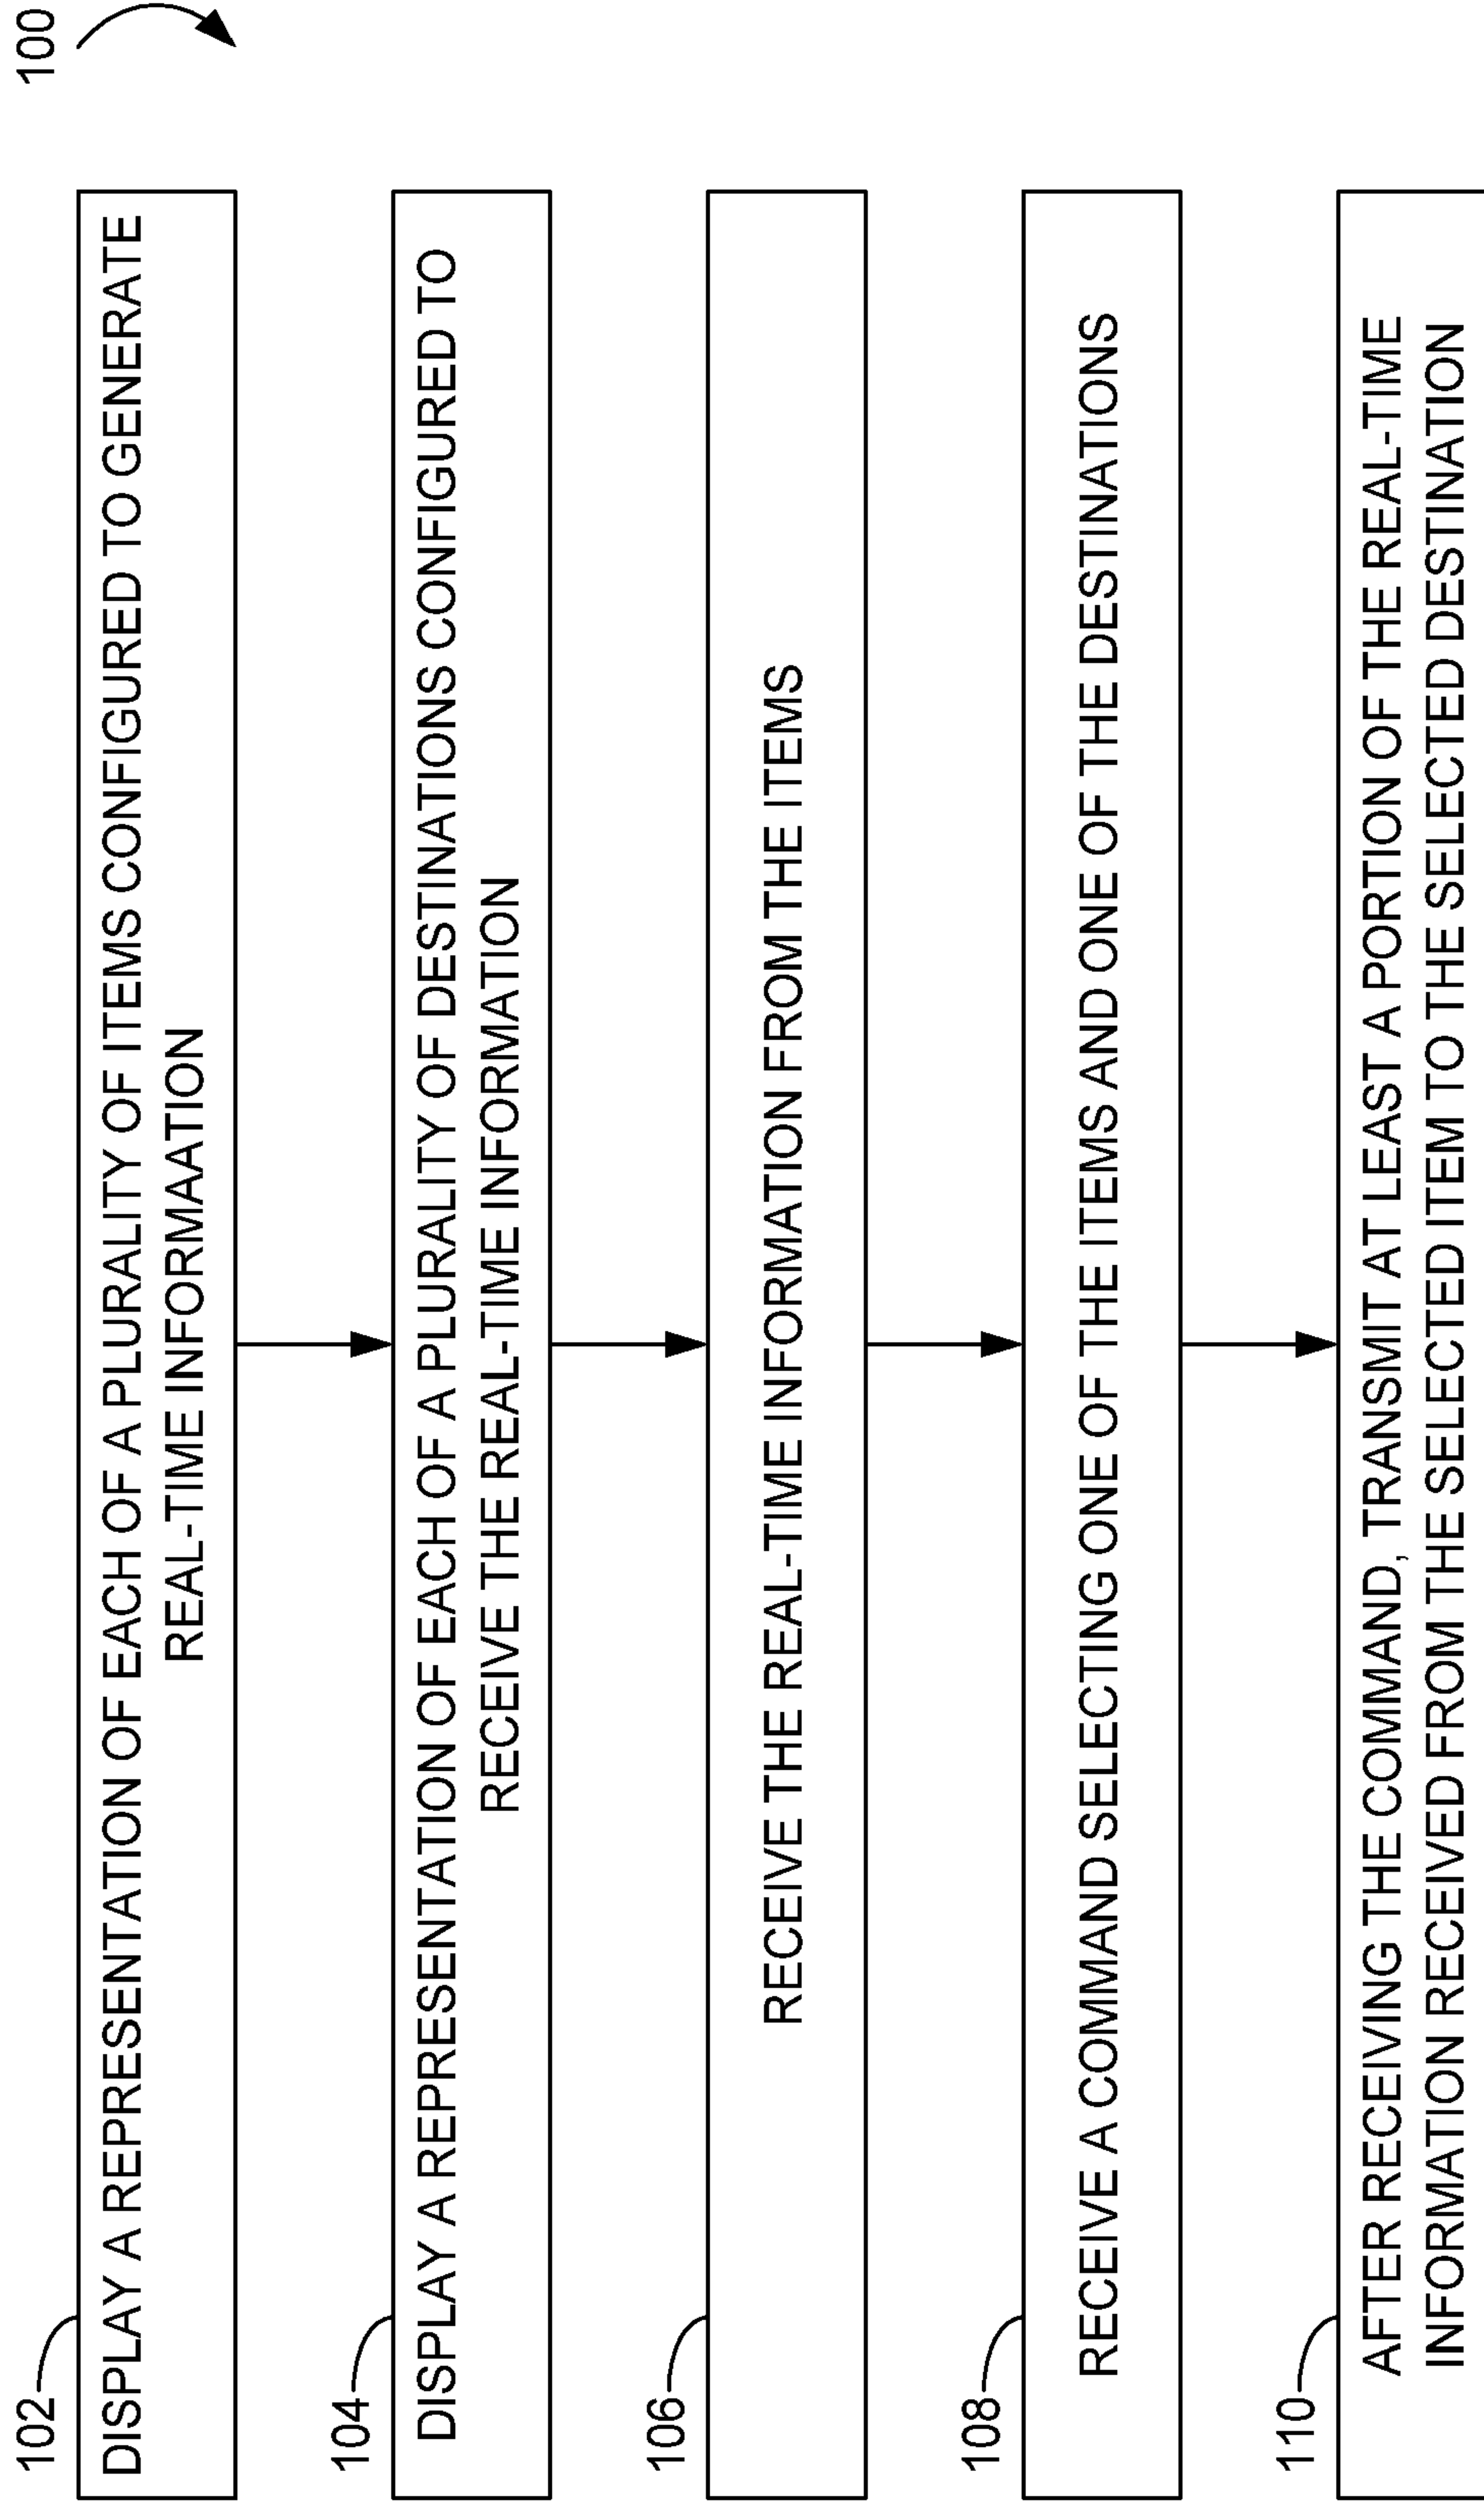 100
102
DISPLAY A REPRESENTATION OF EACH OF A PLURALITY OF ITEMS CONFIGURED TO GENERATE
REAL-TIME INFORMAATION
104
DISPLAY A REPRESENTATION OF EACH OF A PLURALITY OF DESTINATIONS CONFIGURED TO
RECEIVE THE REAL-TIME INFORMATION
106
RECEIVE THE REAL-TIME INFORMATION FROM THE ITEMS
108
RECEIVE A COMMAND SELECTING ONE OF THE ITEMS AND ONE OF THE DESTINATIONS
110
AFTER RECEIVING THE COMMAND, TRANSMIT AT LEAST A PORTION OF THE REAL-TIME
INFORMATION RECEIVED FROM THE SELECTED ITEM TO THE SELECTED DESTINATION